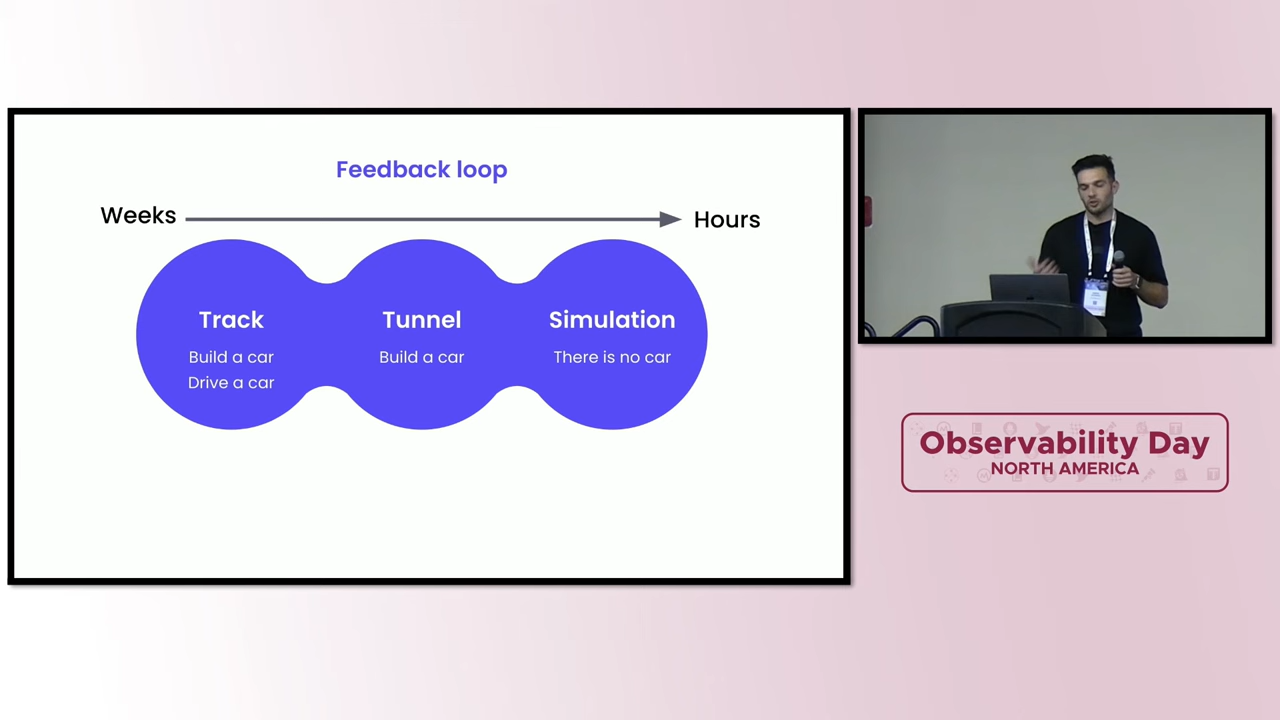 Feedback loop
Weeks
Hours
Track
Build a car
Drive a car
Tunnel
Build a car
Simulation
There is no car
Observability Day
NORTH AMERICA